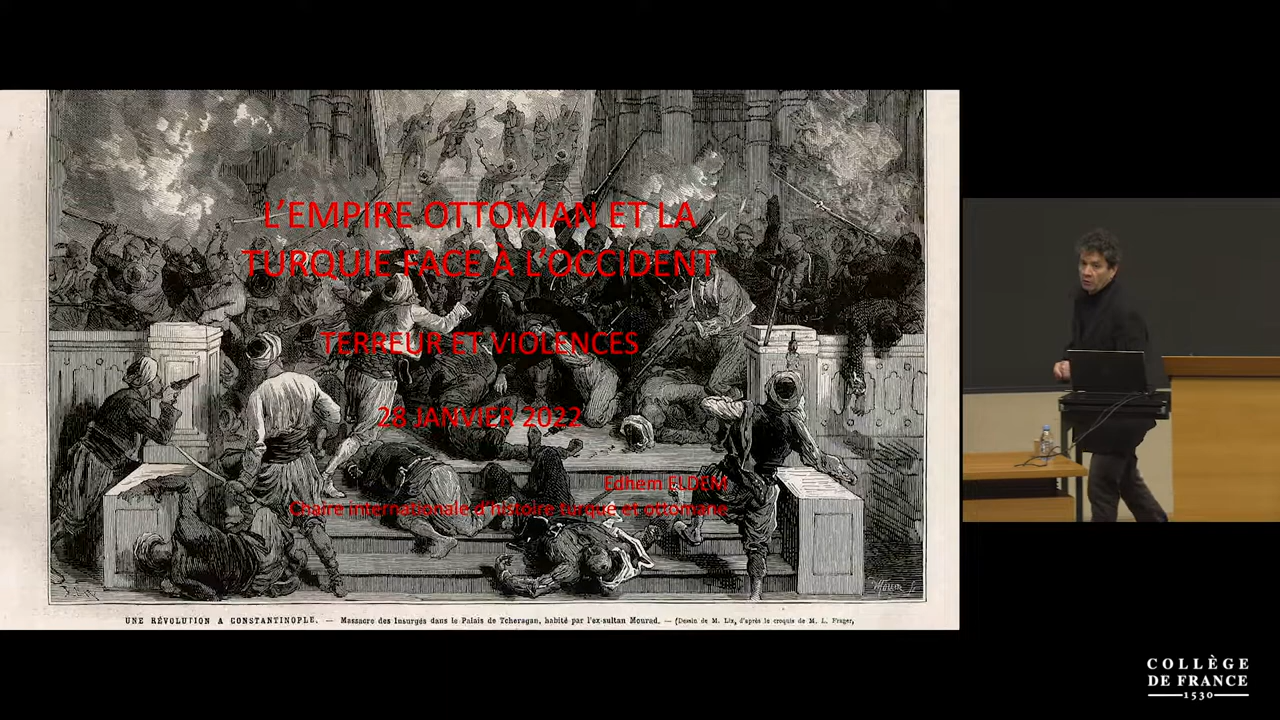 L'EMPIRE OTTOMAN ET LA
TURQUIE FACE À L'OCCIDENT
TERREUR ET VIOLENCES
28 JANVIER 2022
Edhem ELDEM
Chaire internationale d'histoire turque et ottomane
UNE RÉVOLUTION A CONSTANTINOPLE. — Massacre des Insurgés dans le Palais de Tcheragan, habité par l'ex-sultan Mourad. — (Dessin de M. Lix, d'après le croquis de M. L. Frager,
COLLÈGE
DE FRANCE
1530